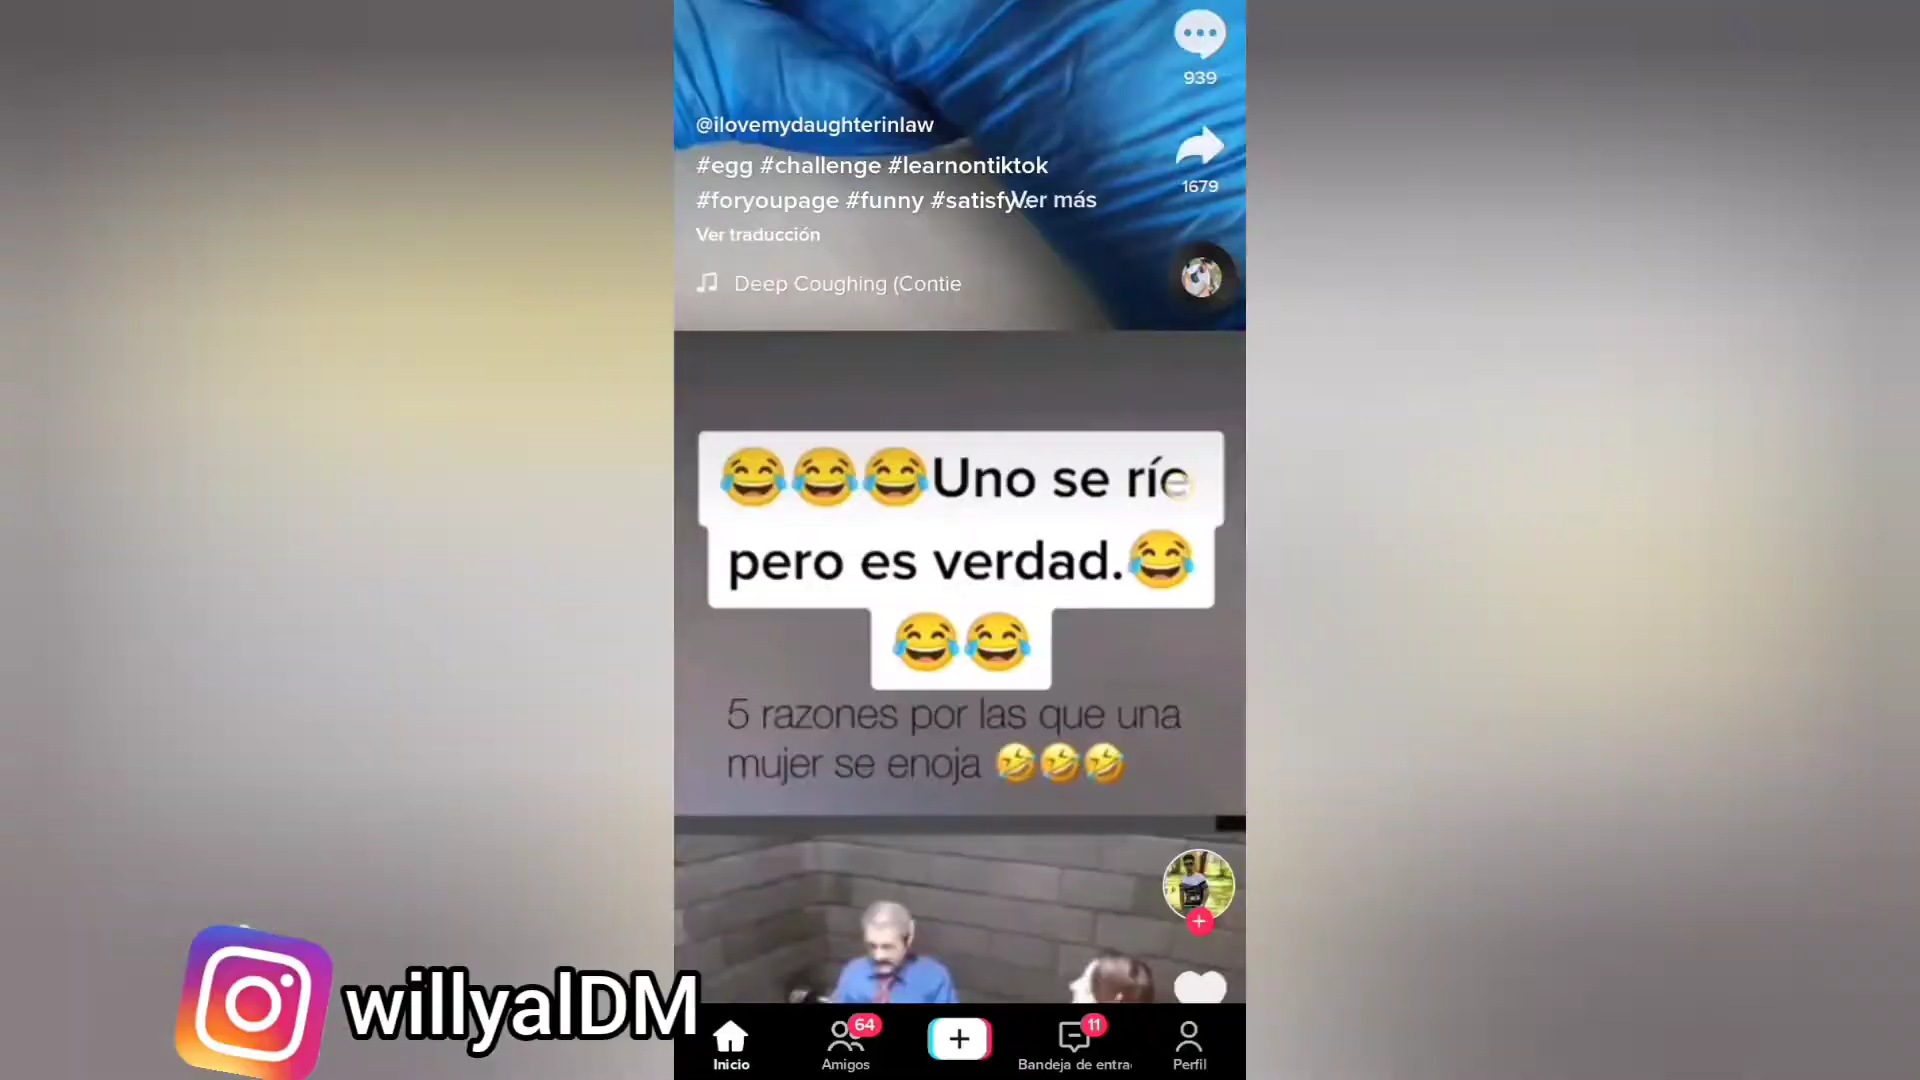 939
@ilovemydaughterinlaw
#egg #challenge #learnontiktok
#foryoupage #funny #satisfy... Ver más
1679
Ver traducción
Deep Coughing (Contie
😂😂😂Uno se ríe
pero es verdad.😂
😂😂
5 razones por las que una
mujer se enoja 🤣🤣🤣
willyalDM
64
11
Inicio
Amigos
Bandeja de entra
Perfil